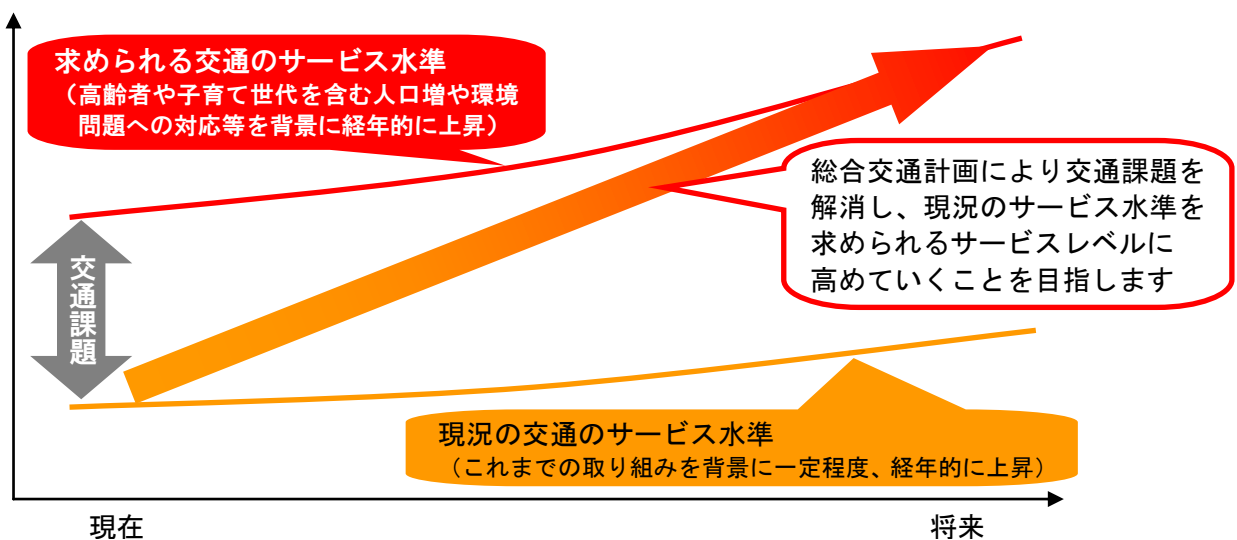 求められる交通のサービス水準
（高齢者や子育て世代を含む人口増や環境
問題への対応等を背景に経年的に上昇）
総合交通計画により交通課題を
解消し、現況のサービス水準を
求められるサービスレベルに
高めていくことを目指します
交通課題
現況の交通のサービス水準
（これまでの取り組みを背景に一定程度、経年的に上昇）
現在
将来